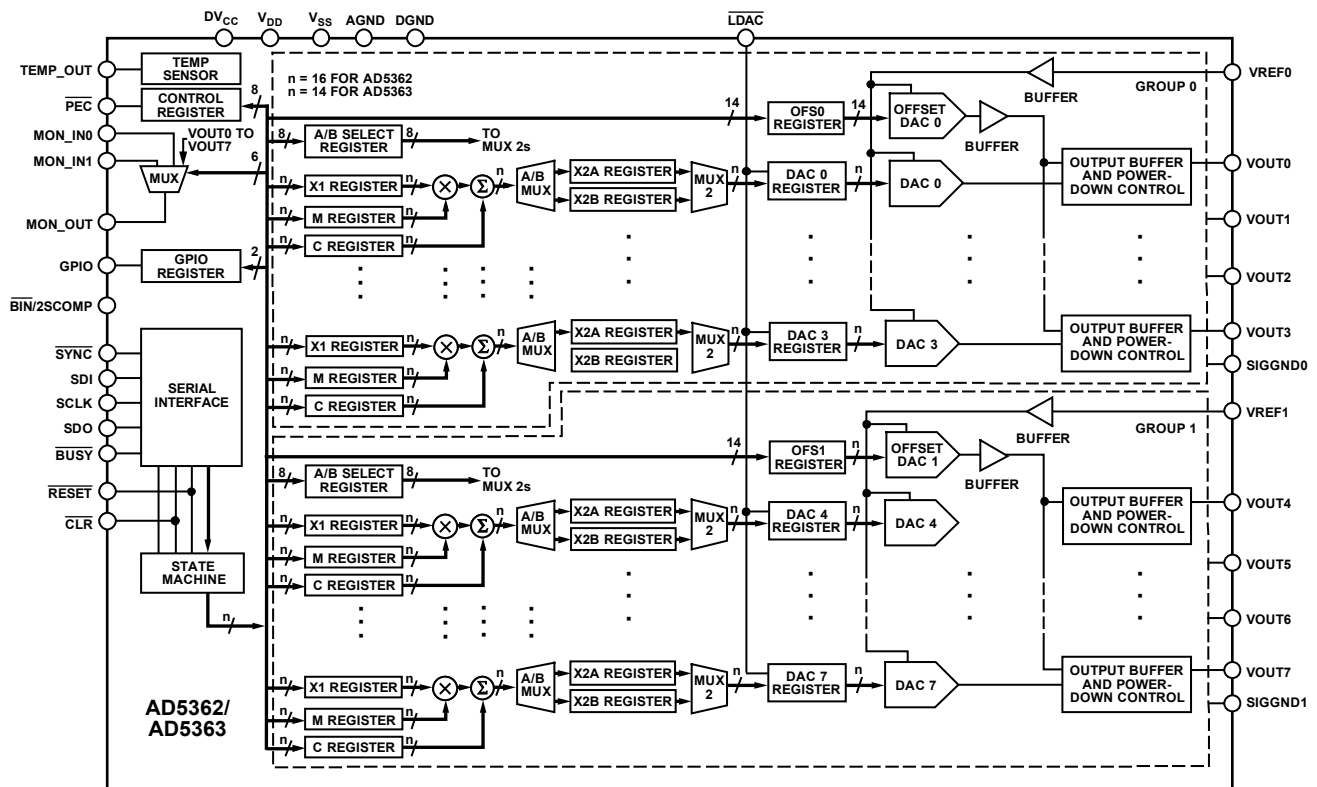 DVCC
VDD
VSS
AGND
DGND
LDAC
TEMP_OUT
TEMP
SENSOR
PEC
CONTROL
REGISTER
8
MON_IN0
VOUT0 TO
VOUT7
MON_IN1
MUX
6
MON_OUT
GPIO
GPIO
REGISTER
2
BIN/2SCOMP
SYNC
SDI
SCLK
SDO
BUSY
SERIAL
INTERFACE
RESET
CLR
STATE
MACHINE
n
AD5362/
AD5363
n = 16 FOR AD5362
n = 14 FOR AD5363
8
A/B SELECT
REGISTER
8
TO
MUX 2s
14
OFS0
REGISTER
14
OFFSET
DAC 0
BUFFER
BUFFER
GROUP 0
VREF0
n
X1 REGISTER
n
×
Σ
n
A/B
MUX
X2A REGISTER
X2B REGISTER
MUX
2
n
DAC 0
REGISTER
n
DAC 0
OUTPUT BUFFER
AND POWER-
DOWN CONTROL
VOUT0
n
M REGISTER
n
n
C REGISTER
n
VOUT1
VOUT2
n
X1 REGISTER
n
×
Σ
n
A/B
MUX
X2A REGISTER
X2B REGISTER
MUX
2
n
DAC 3
REGISTER
n
DAC 3
OUTPUT BUFFER
AND POWER-
DOWN CONTROL
VOUT3
SIGGND0
n
M REGISTER
n
n
C REGISTER
n
8
A/B SELECT
REGISTER
8
TO
MUX 2s
14
OFS1
REGISTER
n
OFFSET
DAC 1
BUFFER
BUFFER
GROUP 1
VREF1
n
X1 REGISTER
n
×
Σ
n
A/B
MUX
X2A REGISTER
X2B REGISTER
MUX
2
n
DAC 4
REGISTER
n
DAC 4
OUTPUT BUFFER
AND POWER-
DOWN CONTROL
VOUT4
n
M REGISTER
n
n
C REGISTER
n
VOUT5
VOUT6
n
X1 REGISTER
n
×
Σ
n
A/B
MUX
X2A REGISTER
X2B REGISTER
MUX
2
n
DAC 7
REGISTER
n
DAC 7
OUTPUT BUFFER
AND POWER-
DOWN CONTROL
VOUT7
SIGGND1
n
M REGISTER
n
n
C REGISTER
n